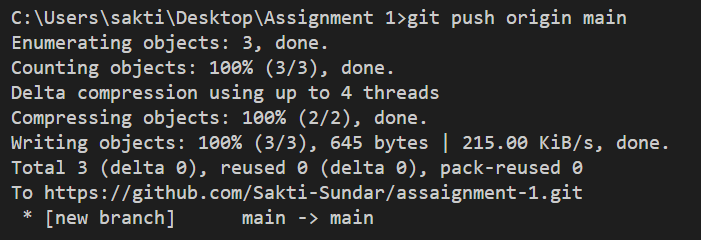 C:\Users\sakti\Desktop\Assignment 1>git push origin main
Enumerating objects: 3, done.
Counting objects: 100% (3/3), done.
Delta compression using up to 4 threads
Compressing objects: 100% (2/2), done.
Writing objects: 100% (3/3), 645 bytes | 215.00 KiB/s, done.
Total 3 (delta 0), reused 0 (delta 0), pack-reused 0
To https://github.com/Sakti-Sundar/assaignment-1.git
 * [new branch]      main -> main